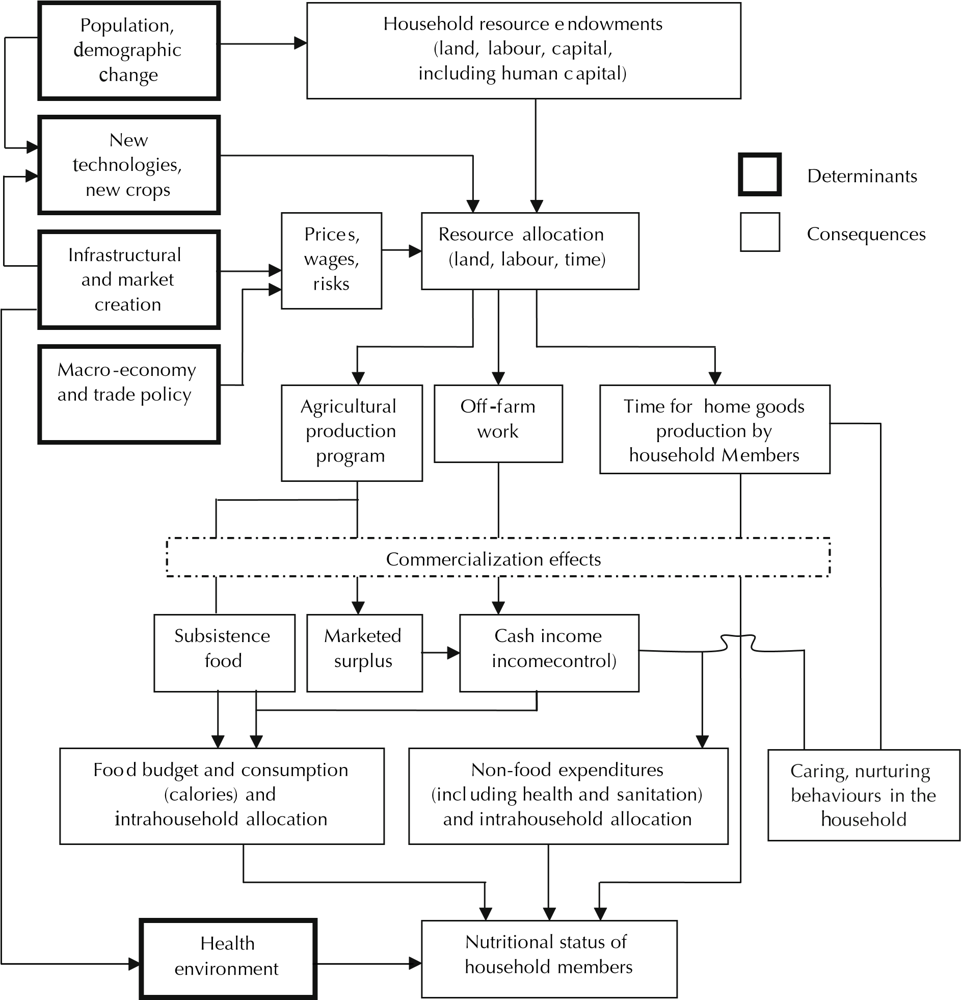 Population,
demographic
change
Household resource endowments
(land, labour, capital,
including human capital)
New
technologies,
new crops
Determinants
Consequences
Infrastructural
and market
creation
Prices,
wages,
risks
Resource allocation
(land, labour, time)
Macro-economy
and trade policy
Agricultural
production
program
Off-farm
work
Time for home goods
production by
household Members
Commercialization effects
Subsistence
food
Marketed
surplus
Cash income
incomecontrol)
Food budget and consumption
(calories) and
intrahousehold allocation
Non-food expenditures
(including health and sanitation)
and intrahousehold allocation
Caring, nurturing
behaviours in the
household
Health
environment
Nutritional status of
household members